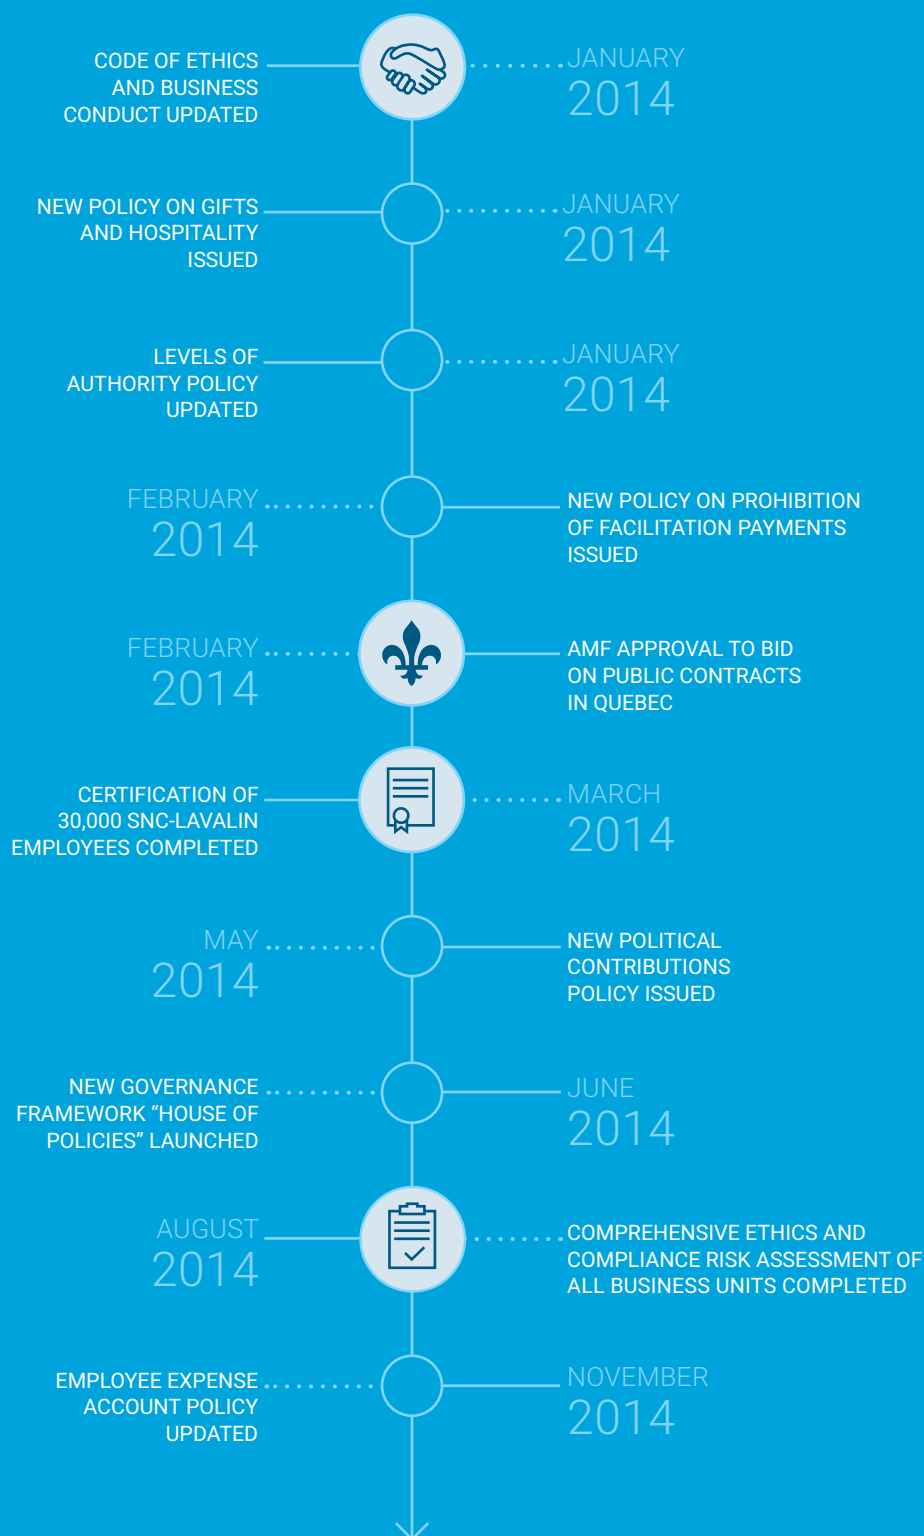 CODE OF ETHICS
AND BUSINESS
CONDUCT UPDATED
JANUARY
2014
NEW POLICY ON GIFTS
AND HOSPITALITY
ISSUED
JANUARY
2014
LEVELS OF
AUTHORITY POLICY
UPDATED
JANUARY
2014
FEBRUARY
2014
NEW POLICY ON PROHIBITION
OF FACILITATION PAYMENTS
ISSUED
FEBRUARY
2014
AMF APPROVAL TO BID
ON PUBLIC CONTRACTS
IN QUEBEC
CERTIFICATION OF
30,000 SNC-LAVALIN
EMPLOYEES COMPLETED
MARCH
2014
MAY
2014
NEW POLITICAL
CONTRIBUTIONS
POLICY ISSUED
NEW GOVERNANCE
FRAMEWORK “HOUSE OF
POLICIES” LAUNCHED
JUNE
2014
AUGUST
2014
COMPREHENSIVE ETHICS AND
COMPLIANCE RISK ASSESSMENT OF
ALL BUSINESS UNITS COMPLETED
EMPLOYEE EXPENSE
ACCOUNT POLICY
UPDATED
NOVEMBER
2014